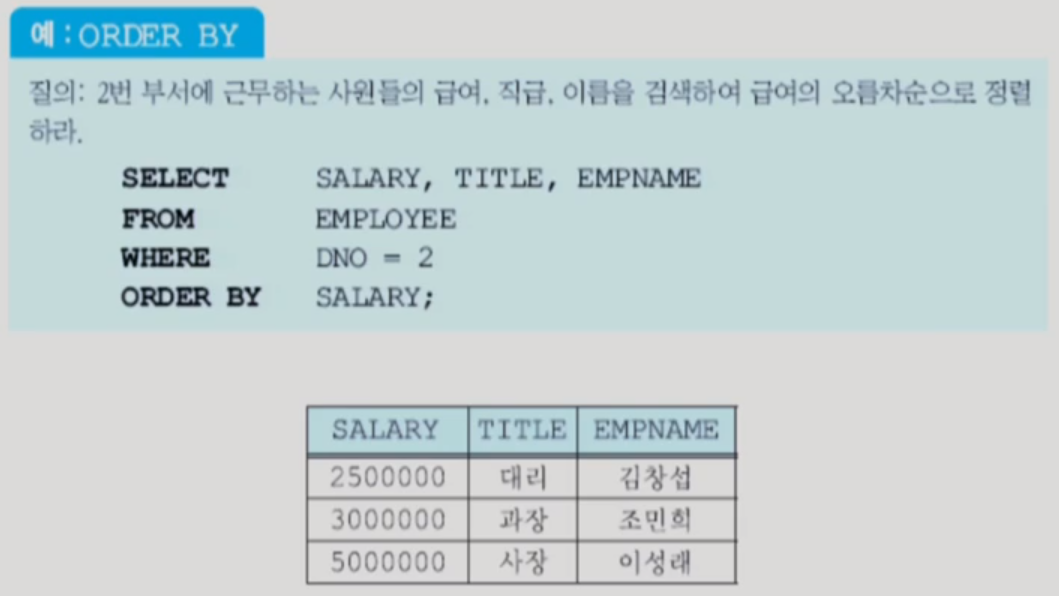 예:ORDER BY
질의: 2번 부서에 근무하는 사원들의 급여, 직급, 이름을 검색하여 급여의 오름차순으로 정렬
하라.
SELECT SALARY, TITLE, EMPNAME
FROM EMPLOYEE
WHERE DNO = 2
ORDER BY SALARY;
SALARY TITLE EMPNAME
2500000 대리 김창섭
3000000 과장 조민희
5000000 사장 이성래